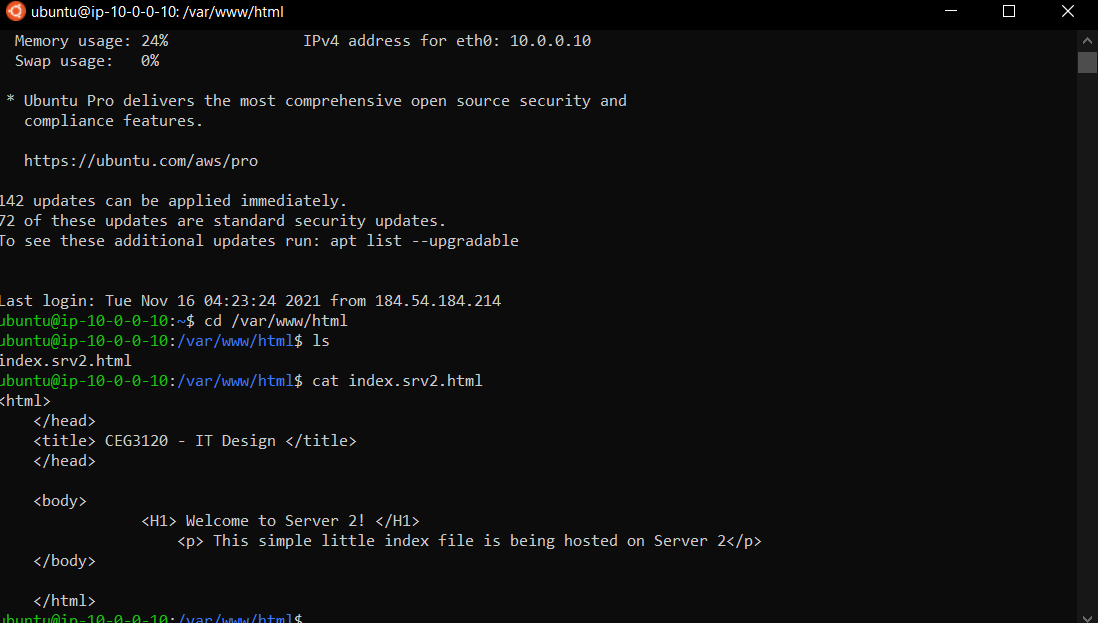 ubuntu@ip-10-0-0-10: /var/www/html
Memory usage: 24% IPv4 address for eth0: 10.0.0.10
Swap usage: 0%
* Ubuntu Pro delivers the most comprehensive open source security and
compliance features.
https://ubuntu.com/aws/pro
142 updates can be applied immediately.
72 of these updates are standard security updates.
To see these additional updates run: apt list --upgradable
Last login: Tue Nov 16 04:23:24 2021 from 184.54.184.214
ubuntu@ip-10-0-0-10:~$ cd /var/www/html
ubuntu@ip-10-0-0-10:/var/www/html$ ls
index.srv2.html
ubuntu@ip-10-0-0-10:/var/www/html$ cat index.srv2.html
<html>
</head>
<title> CEG3120 - IT Design </title>
</head>
<body>
<H1> Welcome to Server 2! </H1>
<p> This simple little index file is being hosted on Server 2</p>
</body>
</html>
ubuntu@ip-10-0-0-10:/var/www/html$